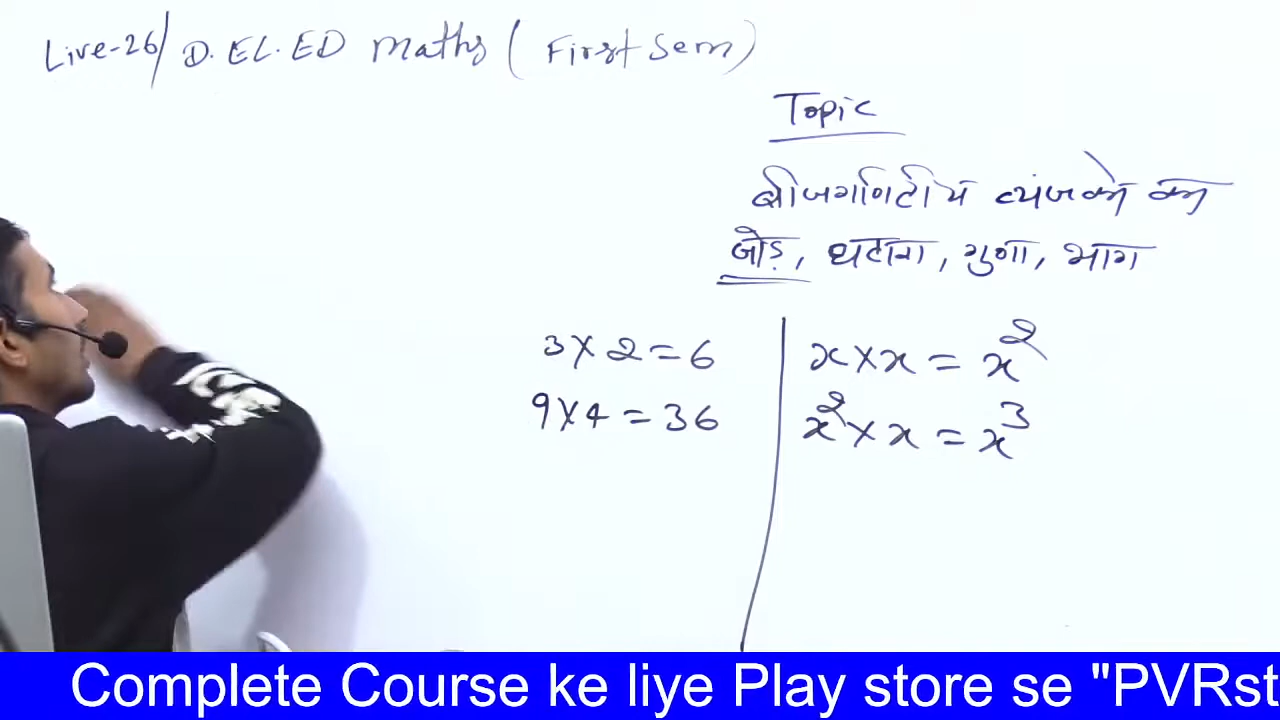 Live-26/ D.EL.ED Maths ( First Sem )
Topic
बीजगणितीय व्यंजको का
जोड़, घटाना, गुणा, भाग
3×2=6
9×4=36
x×x = x²
x²×x = x³
Complete Course ke liye Play store se "PVRst